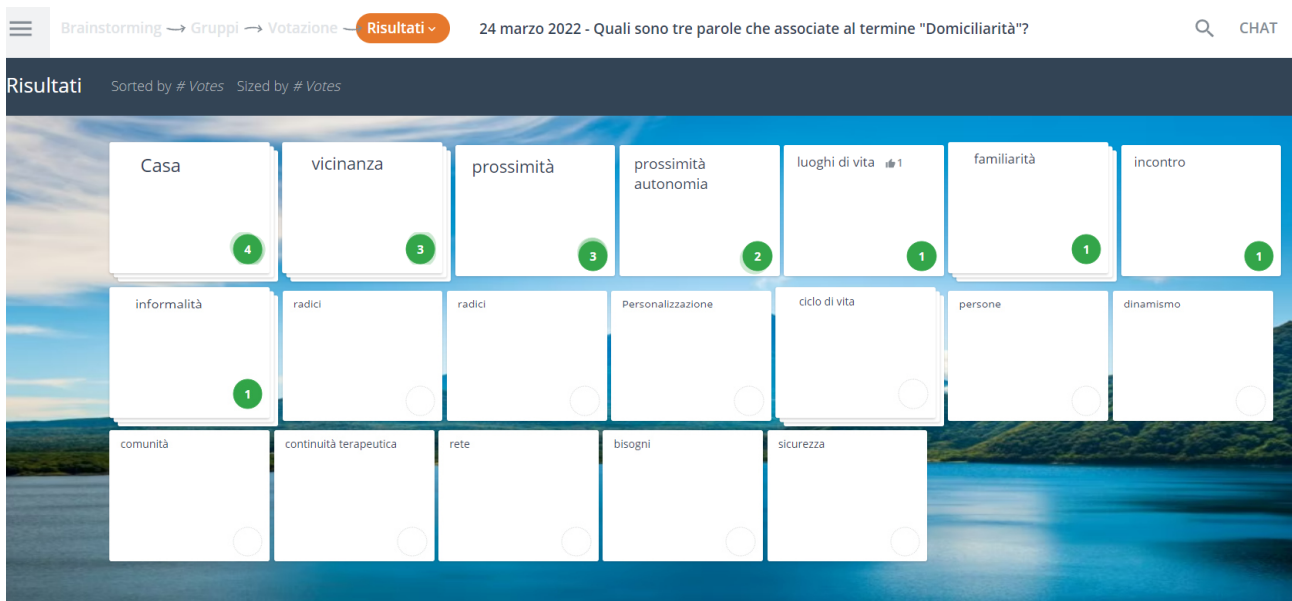 Brainstorming → Gruppi → Votazione → Risultati
24 marzo 2022 - Quali sono tre parole che associate al termine "Domiciliarità"?
CHAT
Risultati
Sorted by # Votes Sized by # Votes
Casa
4
vicinanza
3
prossimità
3
prossimità
autonomia
2
luoghi di vita 1
1
familiarità
1
incontro
1
informalità
1
radici
radici
Personalizzazione
ciclo di vita
persone
dinamismo
comunità
continuità terapeutica
rete
bisogni
sicurezza